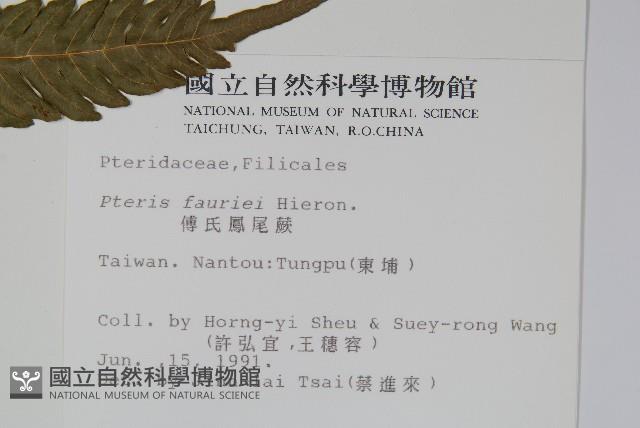 國立自然科學博物館
NATIONAL MUSEUM OF NATURAL SCIENCE
TAICHUNG, TAIWAN, R.O.CHINA
Pteridaceae,Filicales
Pteris fauriei Hieron.
傅氏鳳尾蕨
Taiwan. Nantou:Tungpu(東埔)
Coll. by Horng-yi Sheu & Suey-rong Wang
(許弘宜,王穗容)
Jun. ,15, 1991.
Tsai(蔡進來)
國立自然科學博物館
NATIONAL MUSEUM OF NATURAL SCIENCE